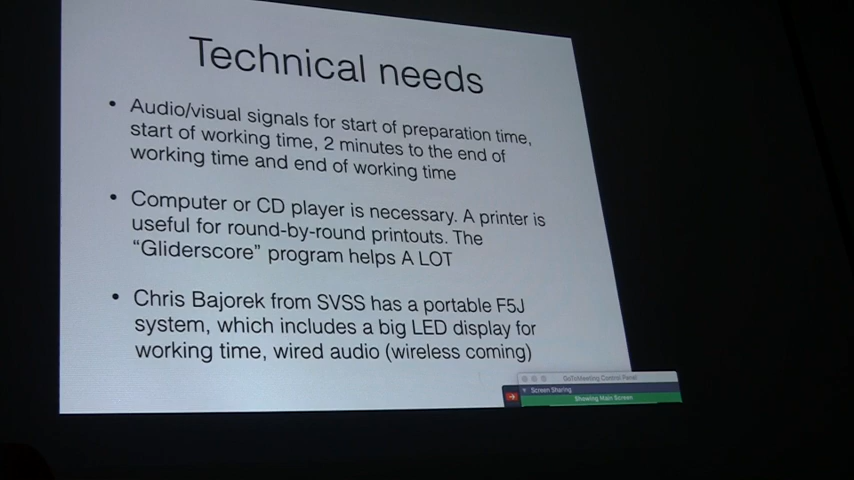 Technical needs
• Audio/visual signals for start of preparation time,
start of working time, 2 minutes to the end of
working time and end of working time
• Computer or CD player is necessary. A printer is
useful for round-by-round printouts. The
“Gliderscore” program helps A LOT
• Chris Bajorek from SVSS has a portable F5J
system, which includes a big LED display for
working time, wired audio (wireless coming)
GoToMeeting Control Panel
Screen Sharing
Showing Main Screen